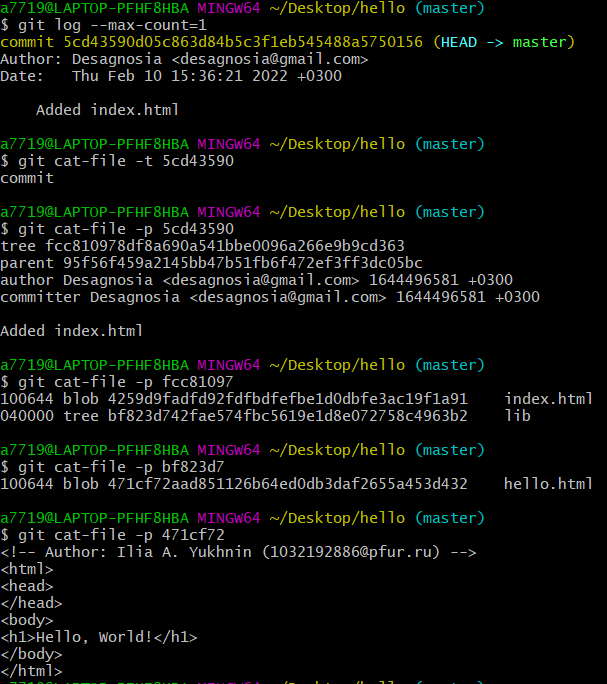 a7719@LAPTOP-PFHF8HBA MINGW64 ~/Desktop/hello (master)
$ git log --max-count=1
commit 5cd43590d05c863d84b5c3f1eb545488a5750156 (HEAD -> master)
Author: Desagnosia <desagnosia@gmail.com>
Date:   Thu Feb 10 15:36:21 2022 +0300

    Added index.html

a7719@LAPTOP-PFHF8HBA MINGW64 ~/Desktop/hello (master)
$ git cat-file -t 5cd43590
commit

a7719@LAPTOP-PFHF8HBA MINGW64 ~/Desktop/hello (master)
$ git cat-file -p 5cd43590
tree fcc810978df8a690a541bbe0096a266e9b9cd363
parent 95f56f459a2145bb47b51fb6f472ef3ff3dc05bc
author Desagnosia <desagnosia@gmail.com> 1644496581 +0300
committer Desagnosia <desagnosia@gmail.com> 1644496581 +0300

Added index.html

a7719@LAPTOP-PFHF8HBA MINGW64 ~/Desktop/hello (master)
$ git cat-file -p fcc81097
100644 blob 4259d9fadfd92fdfbdfefbe1d0dbfe3ac19f1a91    index.html
040000 tree bf823d742fae574fbc5619e1d8e072758c4963b2    lib

a7719@LAPTOP-PFHF8HBA MINGW64 ~/Desktop/hello (master)
$ git cat-file -p bf823d7
100644 blob 471cf72aad851126b64ed0db3daf2655a453d432    hello.html

a7719@LAPTOP-PFHF8HBA MINGW64 ~/Desktop/hello (master)
$ git cat-file -p 471cf72
<!-- Author: Ilia A. Yukhnin (1032192886@pfur.ru) -->
<html>
<head>
</head>
<body>
<h1>Hello, World!</h1>
</body>
</html>